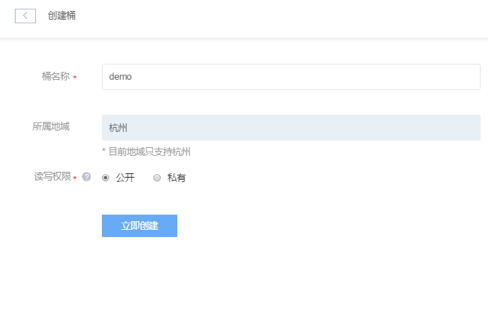 创建桶
桶名称 * demo
所属地域 杭州
* 目前地域只支持杭州
读写权限 * ? 公开 私有
立即创建